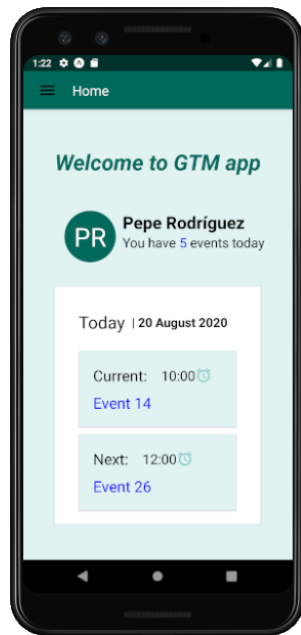 1:22
Home
Welcome to GTM app
PR
Pepe Rodríguez
You have 5 events today
Today | 20 August 2020
Current: 10:00
Event 14
Next: 12:00
Event 26